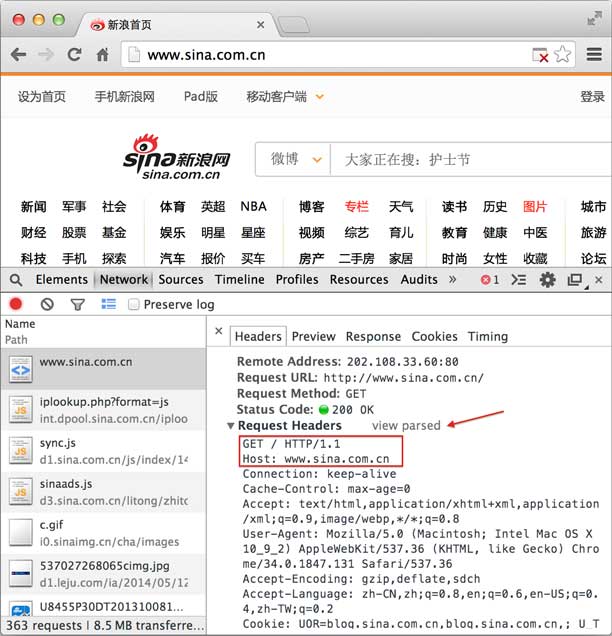 新浪首页
www.sina.com.cn
设为首页 手机新浪网 Pad版 移动客户端 登录
sina新浪网
sina.com.cn
微博 大家正在搜：护士节
新闻 军事 社会 体育 英超 NBA 博客 专栏 天气 读书 历史 图片 城市
财经 股票 基金 娱乐 明星 星座 视频 综艺 育儿 教育 健康 中医 旅游
科技 手机 探索 汽车 报价 买车 房产 二手房 家居 时尚 女性 收藏 论坛
Elements Network Sources Timeline Profiles Resources Audits » 1
Preserve log
Name
Path
Headers Preview Response Cookies Timing
www.sina.com.cn
iplookup.php?format=js
int.dpool.sina.com.cn/iploo
sync.js
d1.sina.com.cn/js/index/14
sinaads.js
d3.sina.com.cn/litong/zhito
c.gif
i0.sinaimg.cn/cha/images
537027268065cimg.jpg
d1.leju.com/ia/2014/05/12
U8455P30DT201310081...
363 requests | 8.5 MB transferre...
Remote Address: 202.108.33.60:80
Request URL: http://www.sina.com.cn/
Request Method: GET
Status Code: 200 OK
Request Headers view parsed
GET / HTTP/1.1
Host: www.sina.com.cn
Connection: keep-alive
Cache-Control: max-age=0
Accept: text/html,application/xhtml+xml,application
/xml;q=0.9,image/webp,*/*;q=0.8
User-Agent: Mozilla/5.0 (Macintosh; Intel Mac OS X
10_9_2) AppleWebKit/537.36 (KHTML, like Gecko) Chro
me/34.0.1847.131 Safari/537.36
Accept-Encoding: gzip,deflate,sdch
Accept-Language: zh-CN,zh;q=0.8,en;q=0.6,en-US;q=0.
4,zh-TW;q=0.2
Cookie: UOR=blog.sina.com.cn,blog.sina.com.cn,; U_T